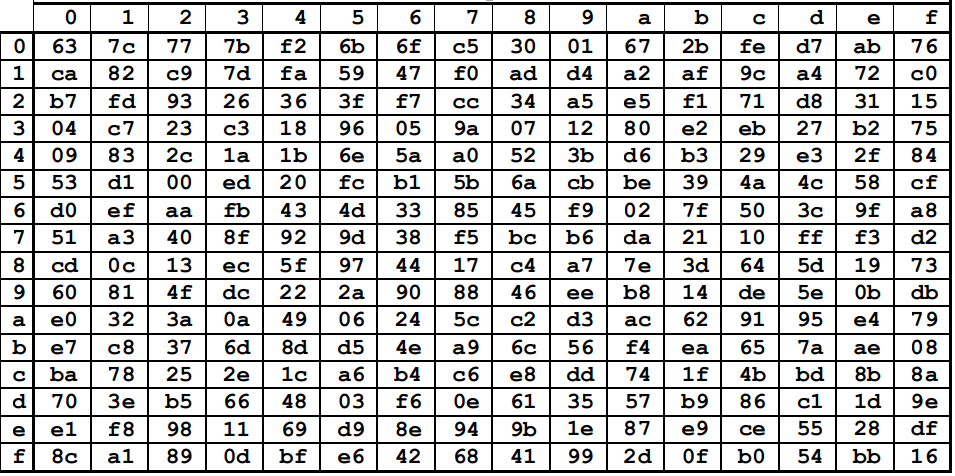 0 1 2 3 4 5 6 7 8 9 a b c d e f
0 63 7c 77 7b f2 6b 6f c5 30 01 67 2b fe d7 ab 76
1 ca 82 c9 7d fa 59 47 f0 ad d4 a2 af 9c a4 72 c0
2 b7 fd 93 26 36 3f f7 cc 34 a5 e5 f1 71 d8 31 15
3 04 c7 23 c3 18 96 05 9a 07 12 80 e2 eb 27 b2 75
4 09 83 2c 1a 1b 6e 5a a0 52 3b d6 b3 29 e3 2f 84
5 53 d1 00 ed 20 fc b1 5b 6a cb be 39 4a 4c 58 cf
6 d0 ef aa fb 43 4d 33 85 45 f9 02 7f 50 3c 9f a8
7 51 a3 40 8f 92 9d 38 f5 bc b6 da 21 10 ff f3 d2
8 cd 0c 13 ec 5f 97 44 17 c4 a7 7e 3d 64 5d 19 73
9 60 81 4f dc 22 2a 90 88 46 ee b8 14 de 5e 0b db
a e0 32 3a 0a 49 06 24 5c c2 d3 ac 62 91 95 e4 79
b e7 c8 37 6d 8d d5 4e a9 6c 56 f4 ea 65 7a ae 08
c ba 78 25 2e 1c a6 b4 c6 e8 dd 74 1f 4b bd 8b 8a
d 70 3e b5 66 48 03 f6 0e 61 35 57 b9 86 c1 1d 9e
e e1 f8 98 11 69 d9 8e 94 9b 1e 87 e9 ce 55 28 df
f 8c a1 89 0d bf e6 42 68 41 99 2d 0f b0 54 bb 16